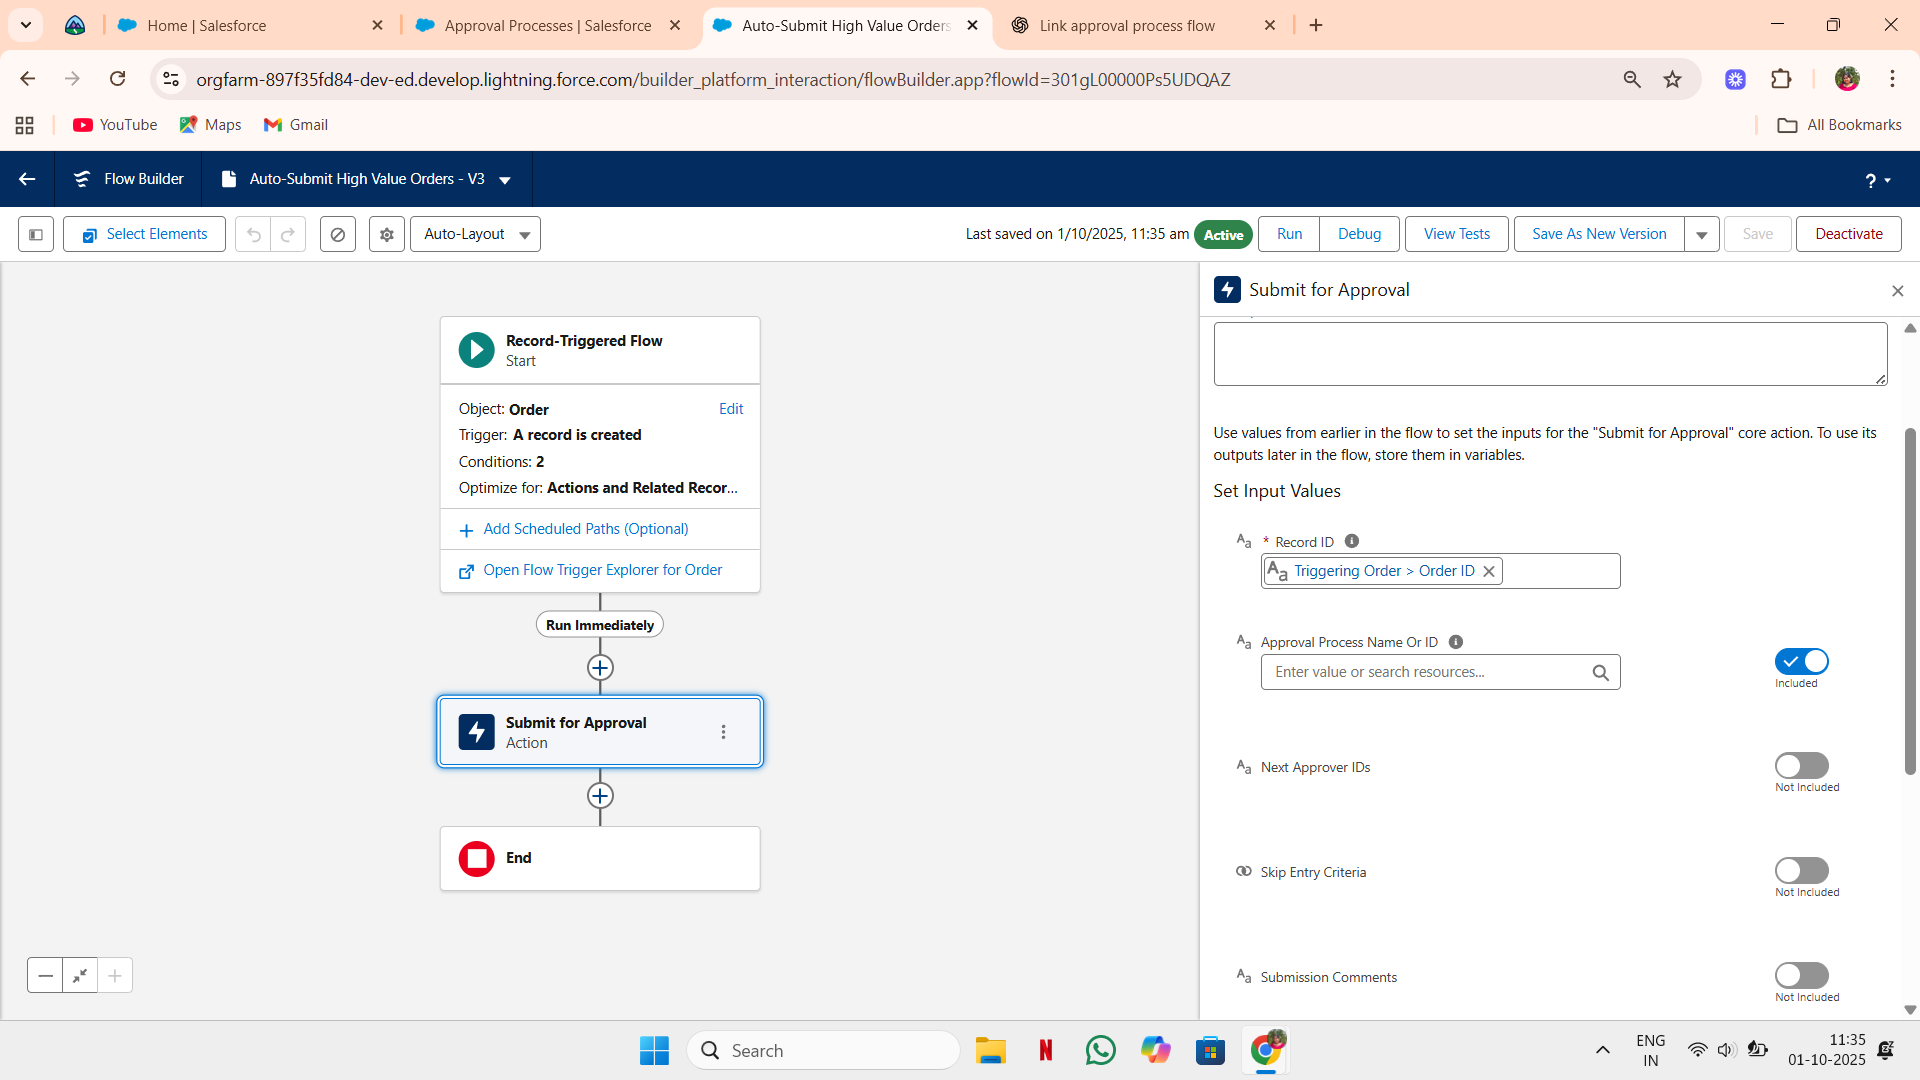 Home | Salesforce
Approval Processes | Salesforce
Auto-Submit High Value Orders
Link approval process flow
orgfarm-897f35fd84-dev-ed.develop.lightning.force.com/builder_platform_interaction/flowBuilder.app?flowId=301gL00000Ps5UDQAZ
YouTube
Maps
Gmail
All Bookmarks
Flow Builder
Auto-Submit High Value Orders - V3
?
Select Elements
Auto-Layout
Last saved on 1/10/2025, 11:35 am
Active
Run
Debug
View Tests
Save As New Version
Save
Deactivate
Record-Triggered Flow
Start
Object: Order
Edit
Trigger: A record is created
Conditions: 2
Optimize for: Actions and Related Recor...
Add Scheduled Paths (Optional)
Open Flow Trigger Explorer for Order
Run Immediately
Submit for Approval
Action
End
Submit for Approval
Use values from earlier in the flow to set the inputs for the "Submit for Approval" core action. To use its
outputs later in the flow, store them in variables.
Set Input Values
Aa * Record ID
Aa Triggering Order > Order ID
Aa Approval Process Name Or ID
Enter value or search resources...
Included
Aa Next Approver IDs
Not Included
Skip Entry Criteria
Not Included
Aa Submission Comments
Not Included
Search
N
ENG
IN
11:35
01-10-2025